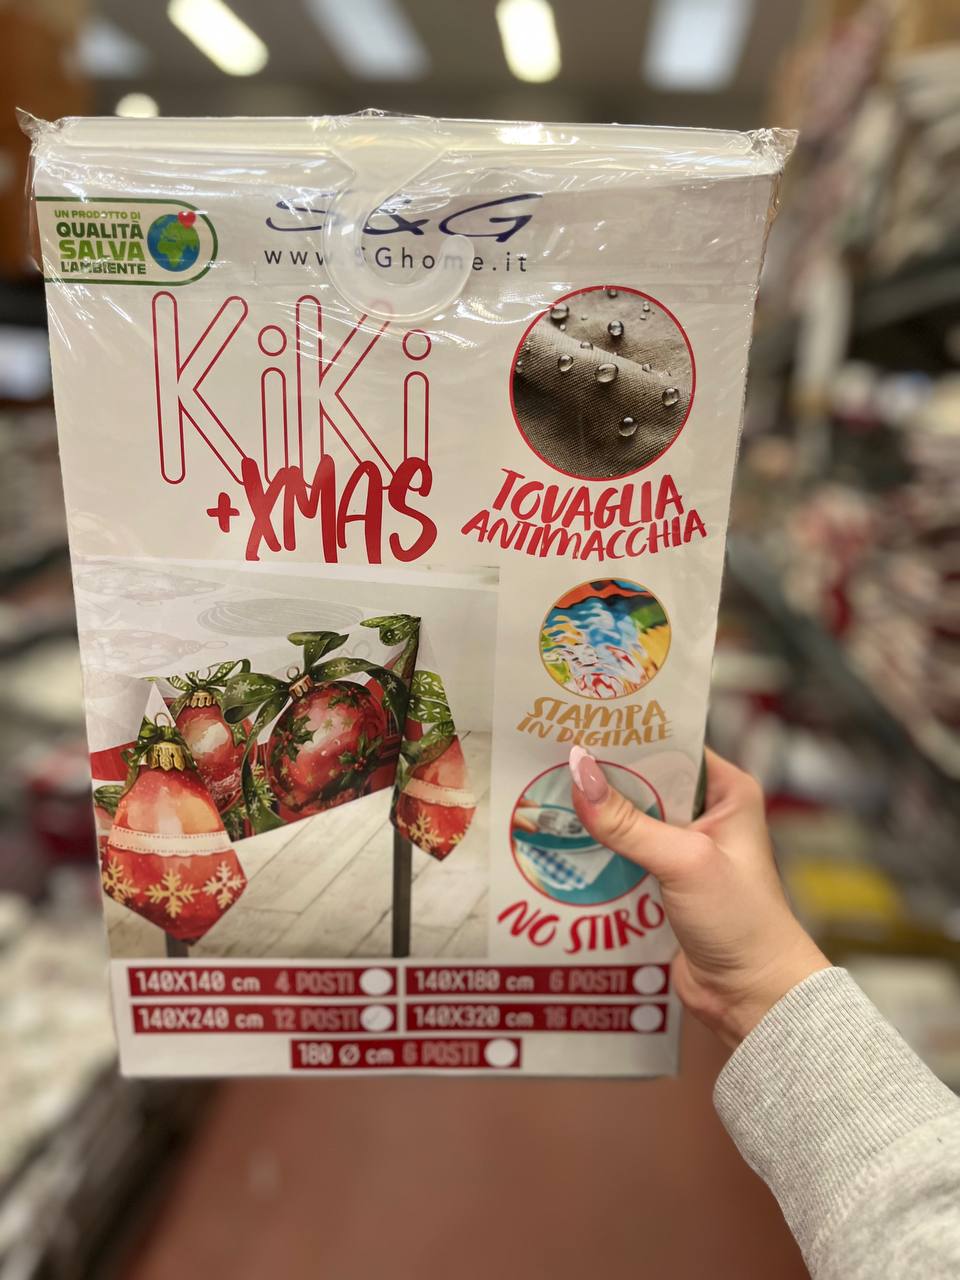 UN PRODOTTO DI
QUALITÀ
SALVA
L'AMBIENTE
S&G
www.SGhome.it
Kiki
+XMAS
TOVAGLIA
ANTIMACCHIA
STAMPA
IN DIGITALE
NO STIRO
140X140 cm 4 POSTI
140X180 cm 6 POSTI
140X240 cm 12 POSTI
140X320 cm 16 POSTI
180 Ø cm 6 POSTI